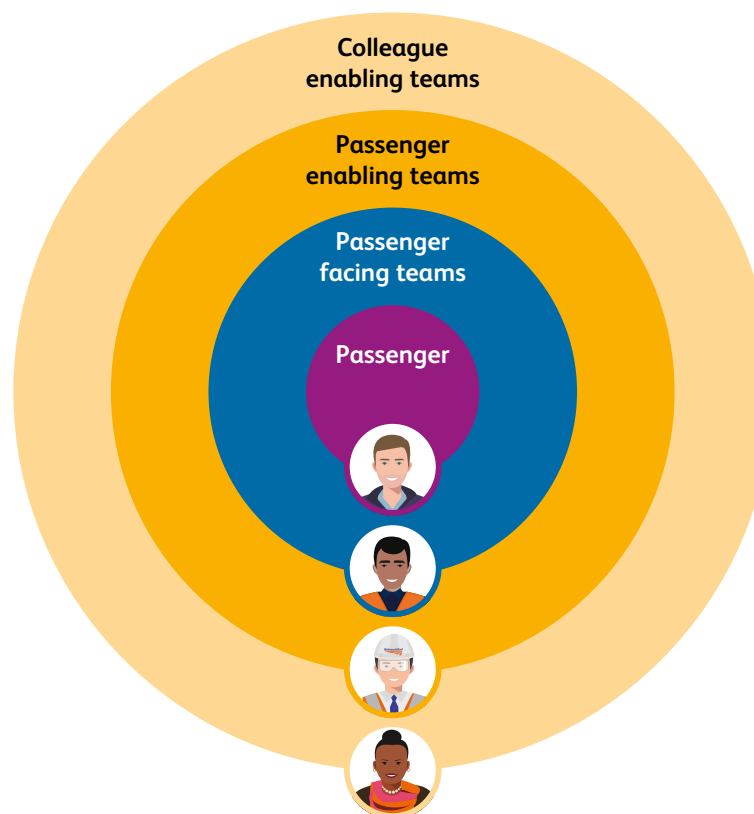 Colleague
enabling teams
Passenger
enabling teams
Passenger
facing teams
Passenger